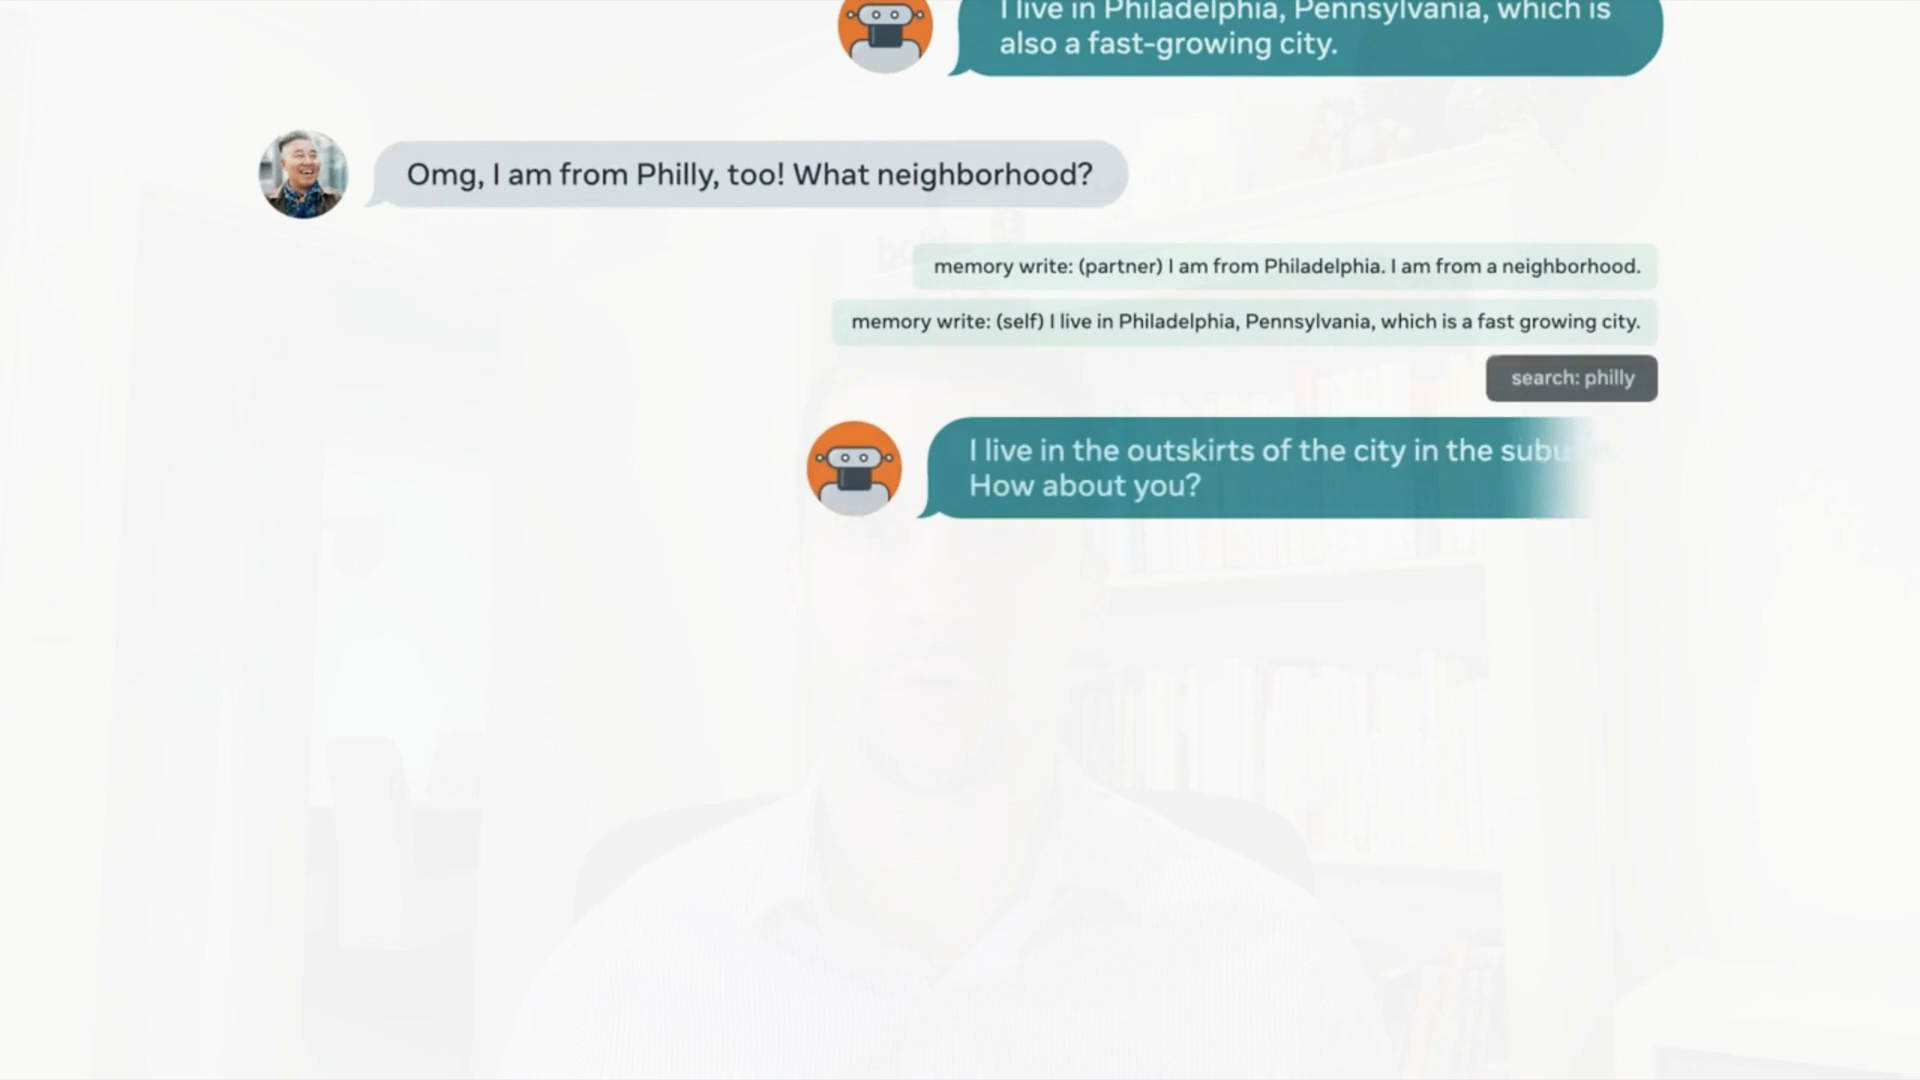 I live in Philadelphia, Pennsylvania, which is
also a fast-growing city.
Omg, I am from Philly, too! What neighborhood?
memory write: (partner) I am from Philadelphia. I am from a neighborhood.
memory write: (self) I live in Philadelphia, Pennsylvania, which is a fast growing city.
search: philly
I live in the outskirts of the city in the
How about you?